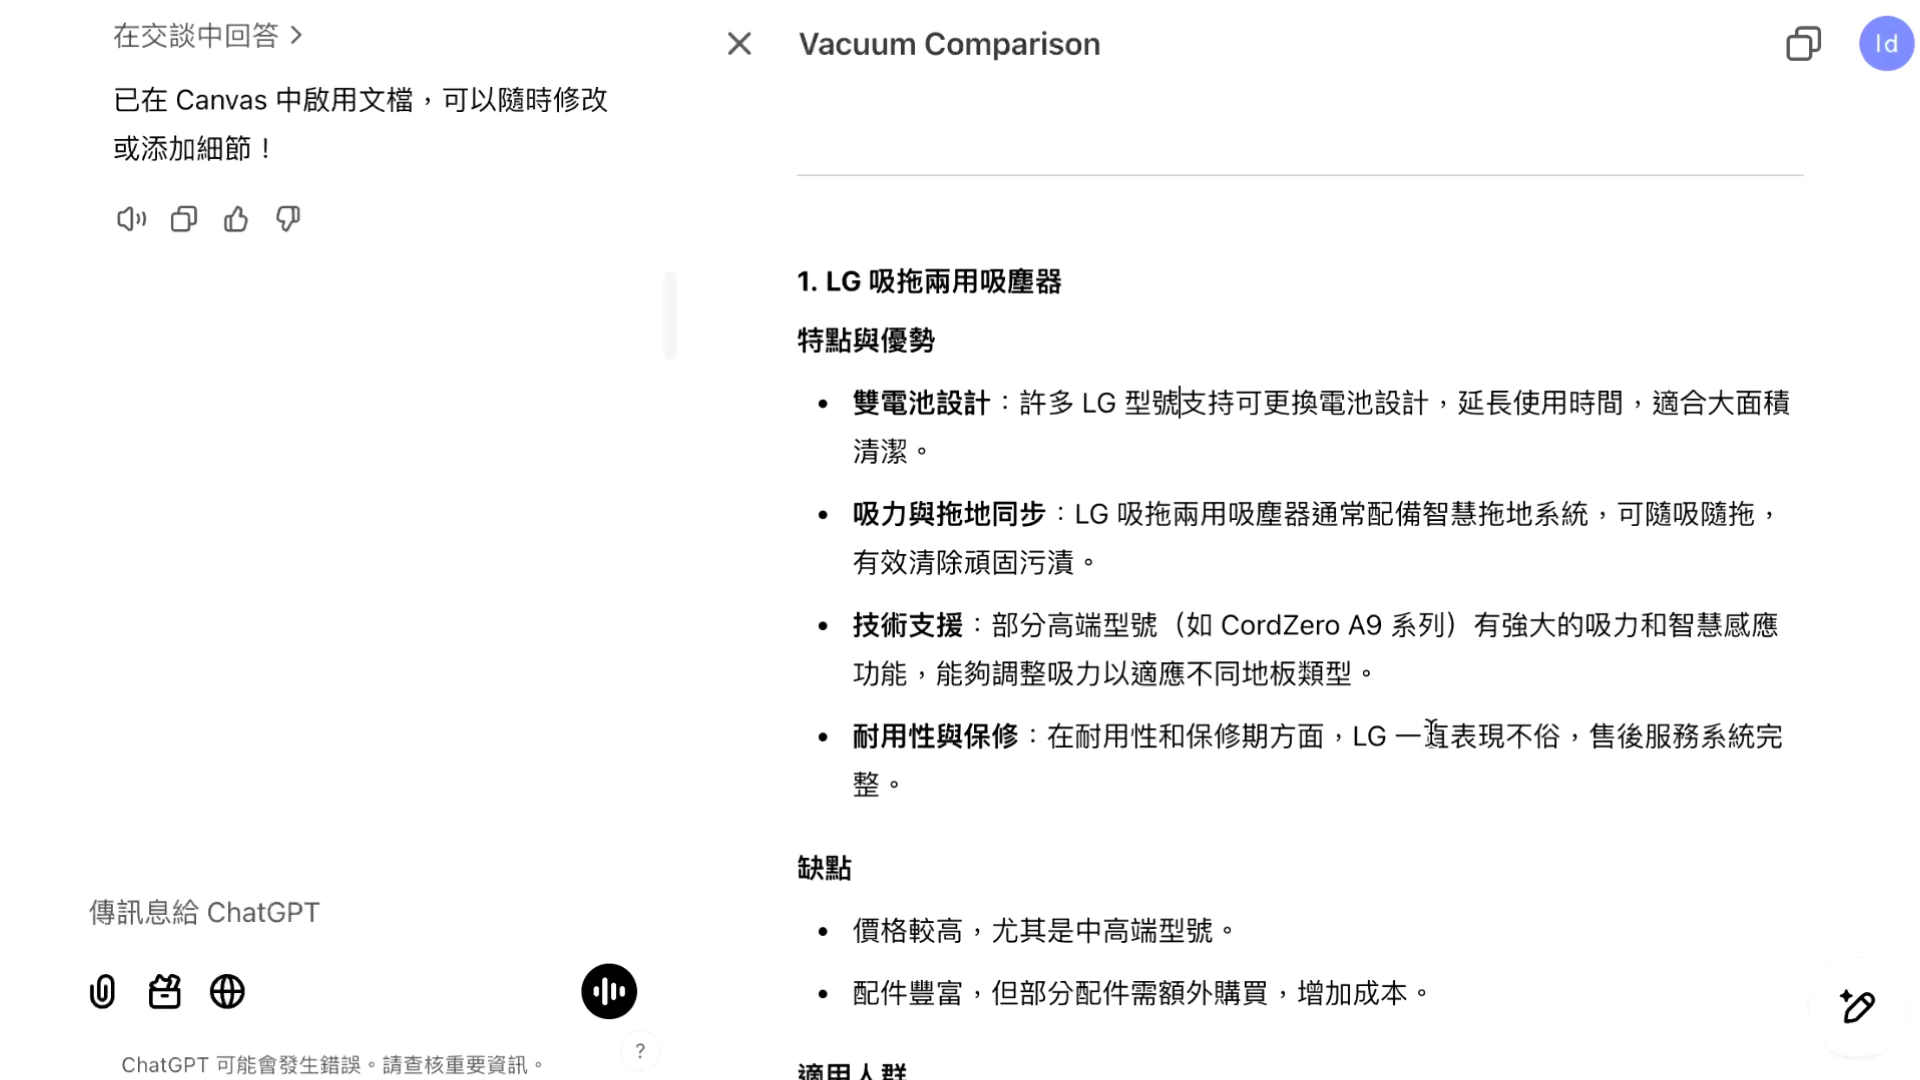 在交談中回答
已在 Canvas 中啟用文檔，可以隨時修改
或添加細節！
傳訊息給 ChatGPT
ChatGPT 可能會發生錯誤。請查核重要資訊。
?
Vacuum Comparison
Id
1. LG 吸拖兩用吸塵器
特點與優勢
• 雙電池設計：許多 LG 型號支持可更換電池設計，延長使用時間，適合大面積
清潔。
• 吸力與拖地同步：LG 吸拖兩用吸塵器通常配備智慧拖地系統，可隨吸隨拖，
有效清除頑固污漬。
• 技術支援：部分高端型號（如 CordZero A9 系列）有強大的吸力和智慧感應
功能，能夠調整吸力以適應不同地板類型。
• 耐用性與保修：在耐用性和保修期方面，LG 一直表現不俗，售後服務系統完
整。
缺點
• 價格較高，尤其是中高端型號。
• 配件豐富，但部分配件需額外購買，增加成本。
適用人群